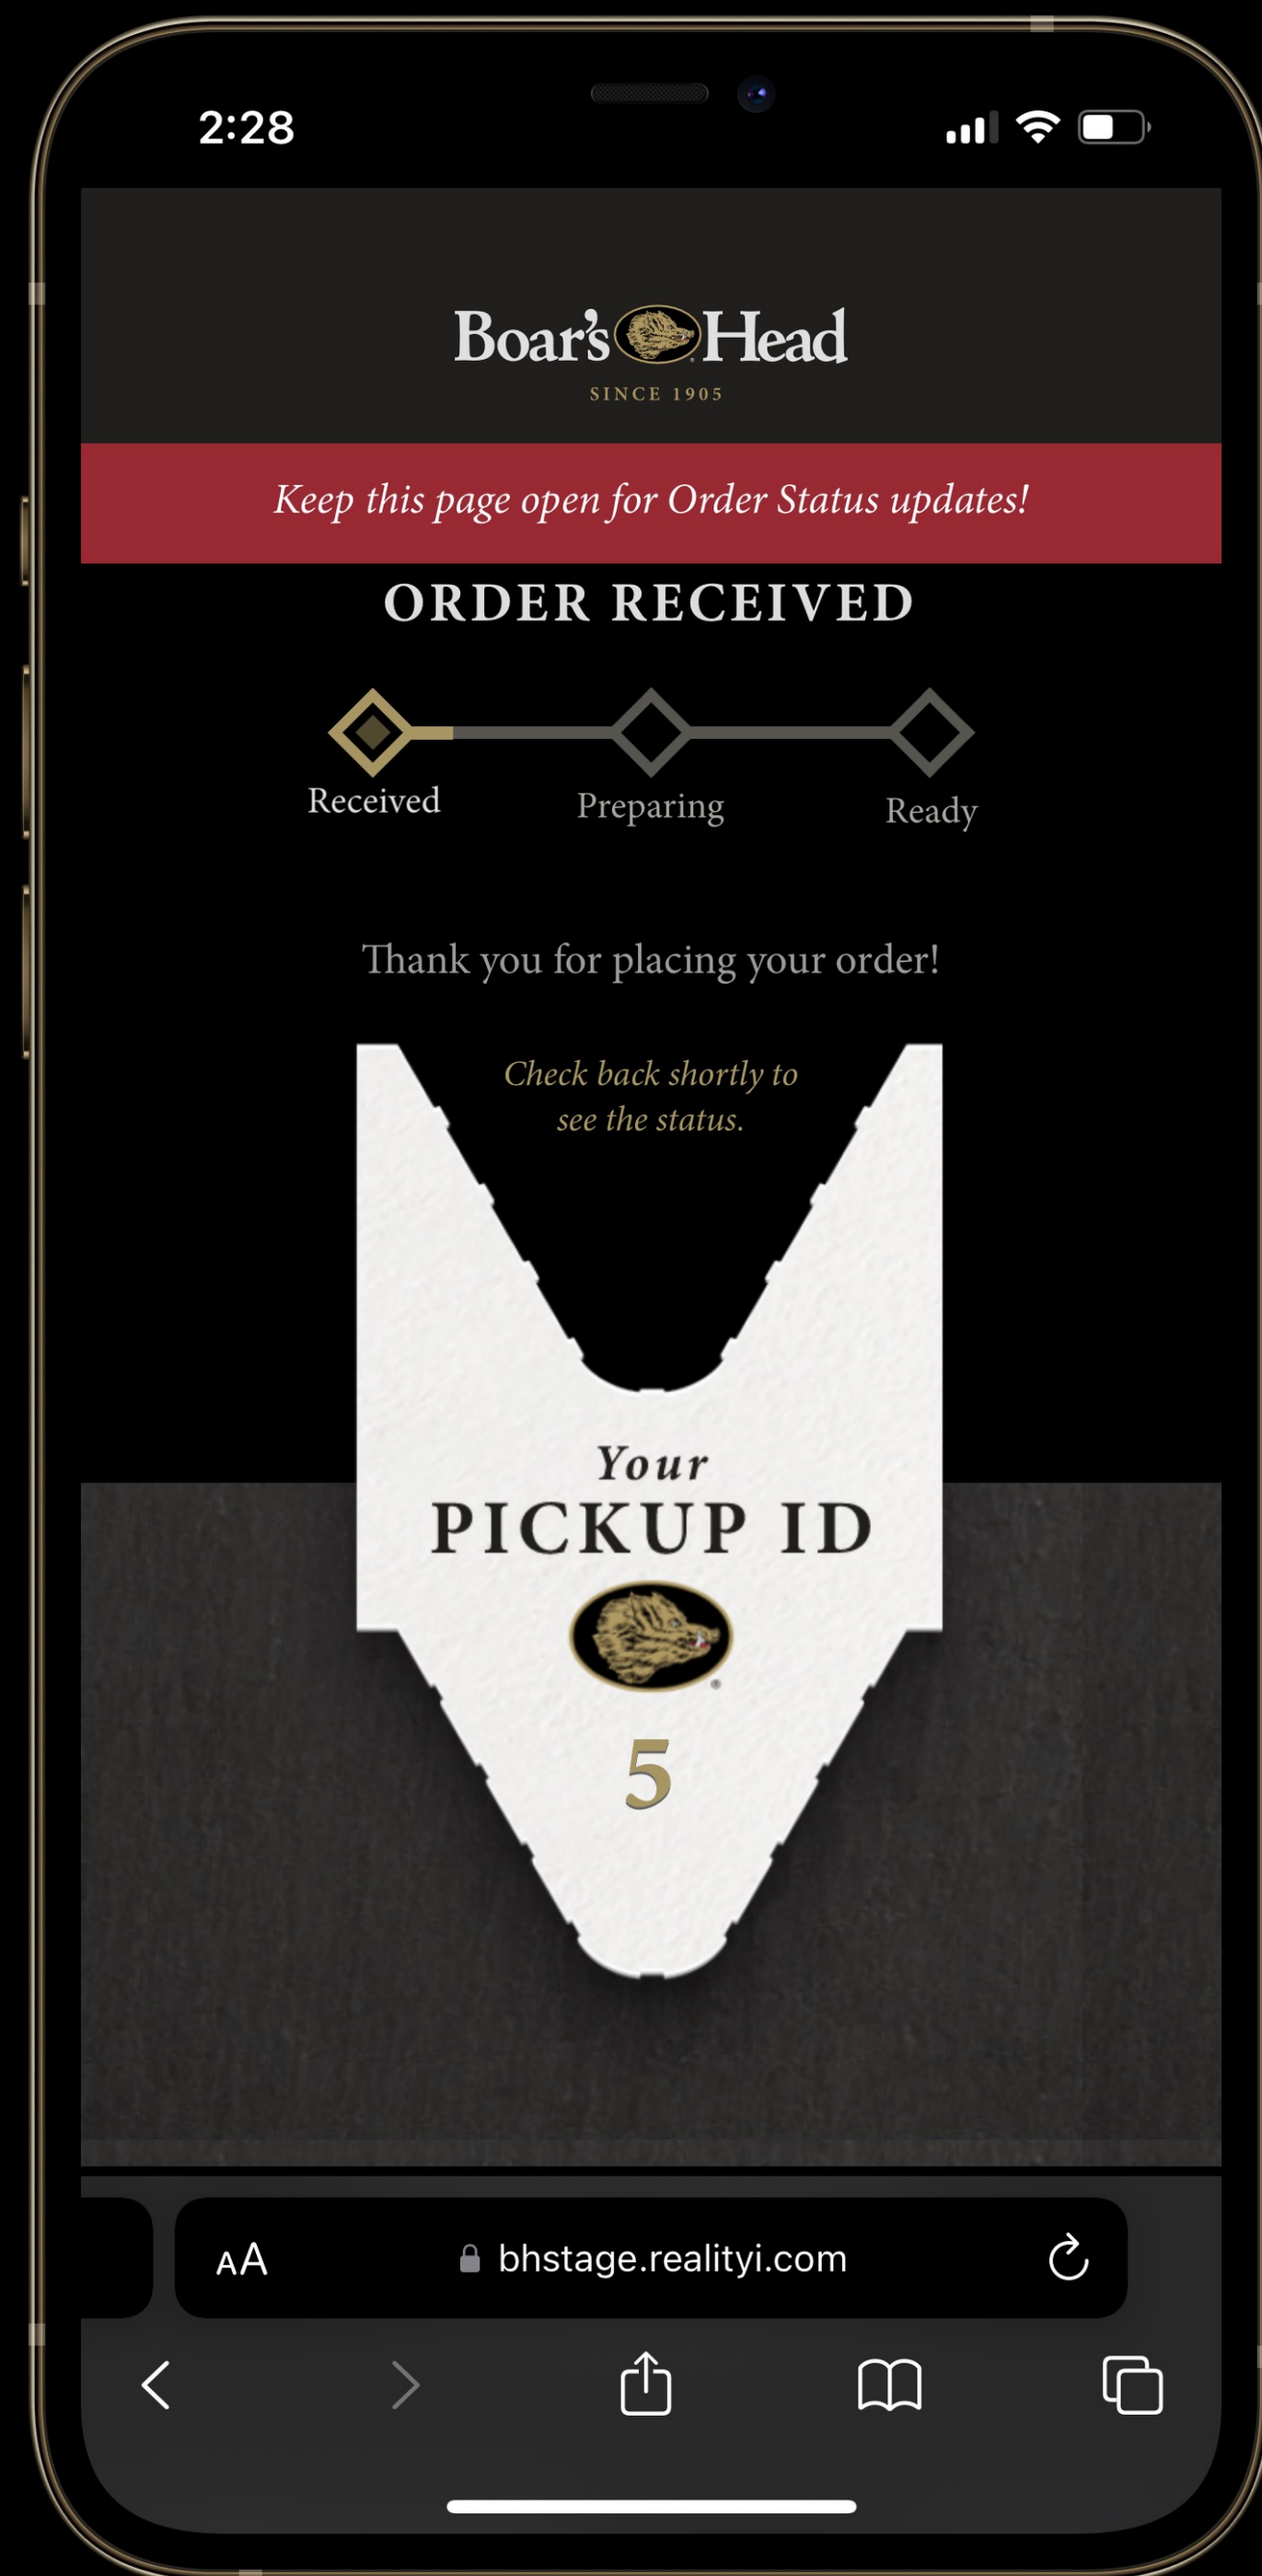 2:28
Boar's Head
SINCE 1905
Keep this page open for Order Status updates!
ORDER RECEIVED
Received Preparing Ready
Thank you for placing your order!
Check back shortly to
see the status.
Your
PICKUP ID
®
5
AA bhstage.realityi.com